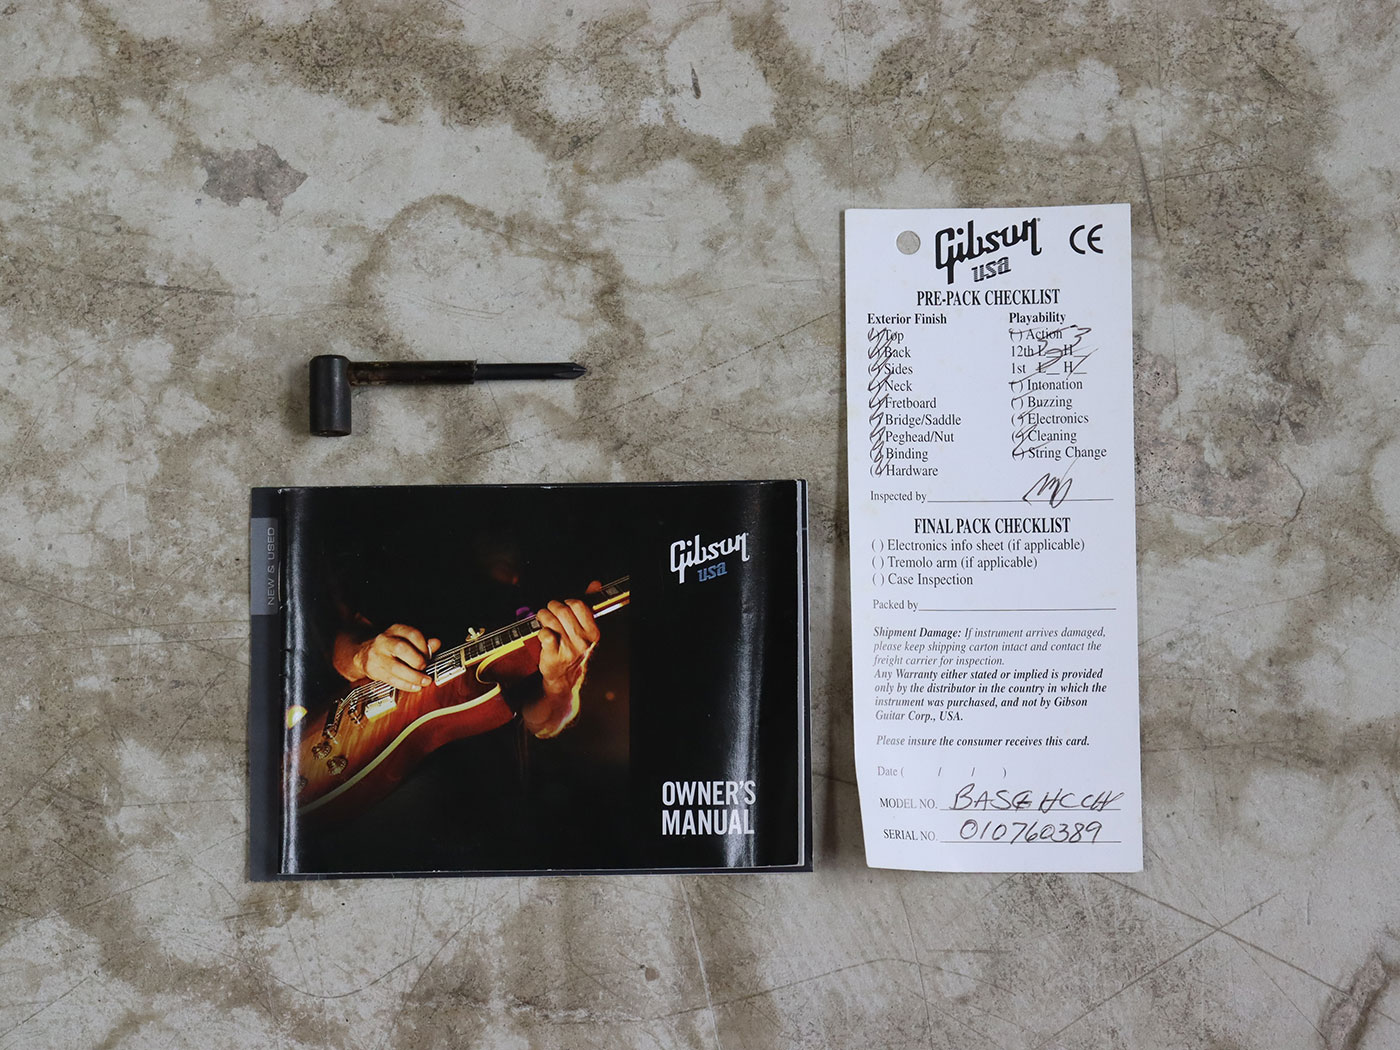 NEW & USED
Gibson
usa
OWNER'S
MANUAL
Gibson
usa
CE
PRE-PACK CHECKLIST
Exterior Finish
( ) Top
( ) Back
( ) Sides
( ) Neck
( ) Fretboard
( ) Bridge/Saddle
( ) Peghead/Nut
( ) Binding
( ) Hardware
Playability
( ) Action
12th L H 3
1st L_ H_
( ) Intonation
( ) Buzzing
( ) Electronics
( ) Cleaning
( ) String Change
Inspected by
FINAL PACK CHECKLIST
( ) Electronics info sheet (if applicable)
( ) Tremolo arm (if applicable)
( ) Case Inspection
Packed by
Shipment Damage: If instrument arrives damaged,
please keep shipping carton intact and contact the
freight carrier for inspection.
Any Warranty either stated or implied is provided
only by the distributor in the country in which the
instrument was purchased, and not by Gibson
Guitar Corp., USA.
Please insure the consumer receives this card.
Date ( / / )
MODEL NO. BASGHCCH
SERIAL NO. 010760389